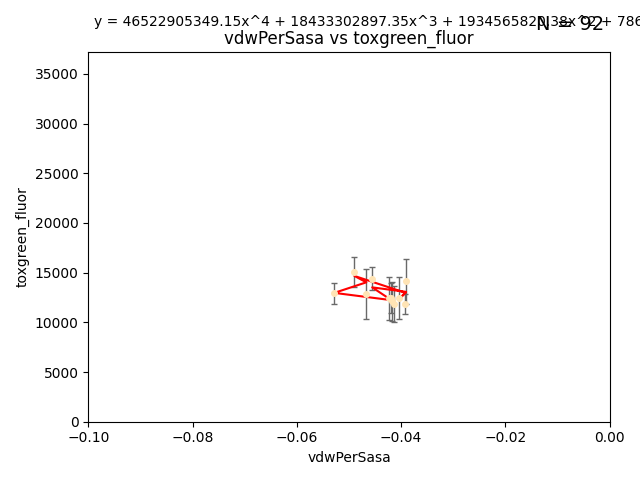 y = 46522905349.15x^4 + 18433302897.35x^3 + 1934565820.38x^2 + 786
N = 92
vdwPerSasa vs toxgreen_fluor
35000
30000
25000
20000
15000
10000
5000
0
toxgreen_fluor
−0.10 −0.08 −0.06 −0.04 −0.02 0.00
vdwPerSasa